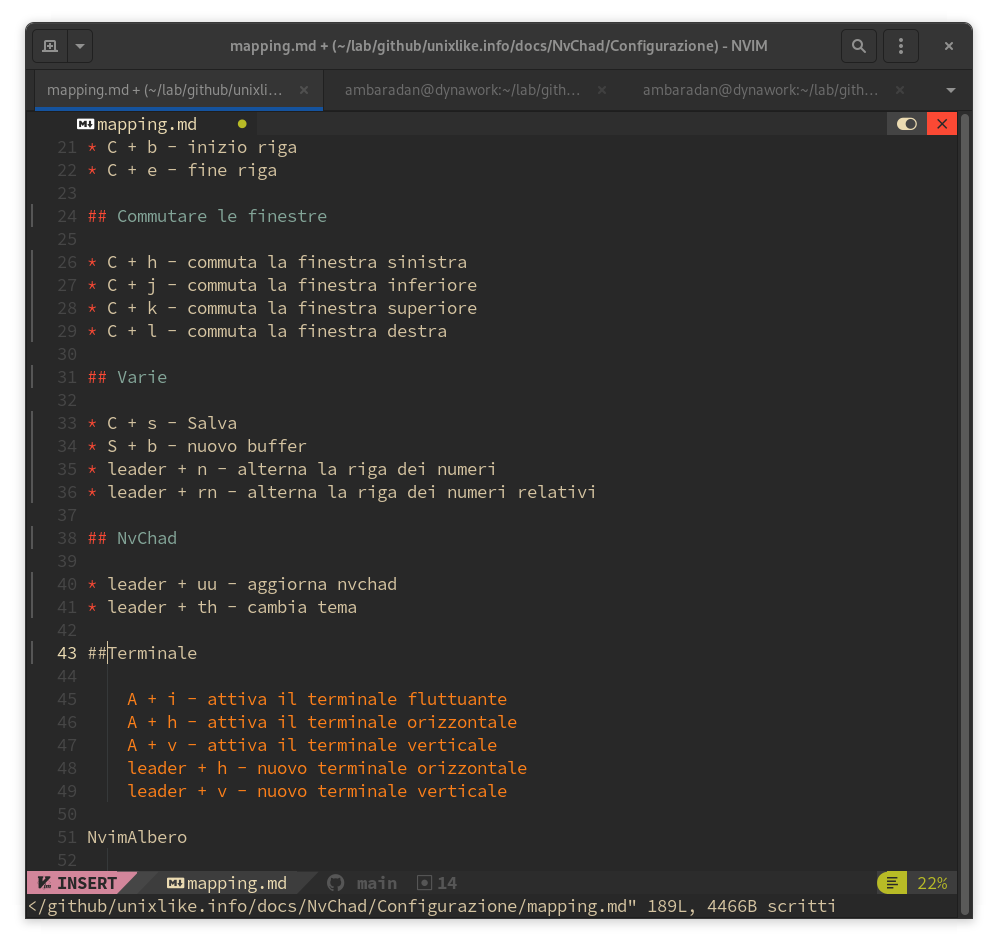 mapping.md + (~/lab/github/unixlike.info/docs/NvChad/Configurazione) - NVIM
mapping.md + (~/lab/github/unixli… × ambaradan@dynawork:~/lab/gith… × ambaradan@dynawork:~/lab/gith… ×
mapping.md
21 * C + b - inizio riga
22 * C + e - fine riga
23
24 ## Commutare le finestre
25
26 * C + h - commuta la finestra sinistra
27 * C + j - commuta la finestra inferiore
28 * C + k - commuta la finestra superiore
29 * C + l - commuta la finestra destra
30
31 ## Varie
32
33 * C + s - Salva
34 * S + b - nuovo buffer
35 * leader + n - alterna la riga dei numeri
36 * leader + rn - alterna la riga dei numeri relativi
37
38 ## NvChad
39
40 * leader + uu - aggiorna nvchad
41 * leader + th - cambia tema
42
43 ##Terminale
44
45 A + i - attiva il terminale fluttuante
46 A + h - attiva il terminale orizzontale
47 A + v - attiva il terminale verticale
48 leader + h - nuovo terminale orizzontale
49 leader + v - nuovo terminale verticale
50
51 NvimAlbero
52
INSERT mapping.md main 14 22%
</github/unixlike.info/docs/NvChad/Configurazione/mapping.md" 189L, 4466B scritti